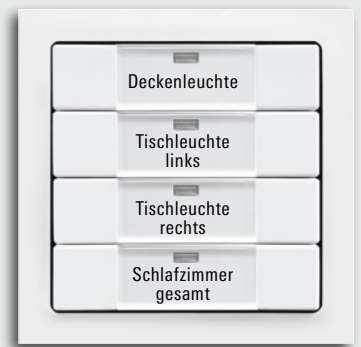 Deckenleuchte
Tischleuchte
links
Tischleuchte
rechts
Schlafzimmer
gesamt